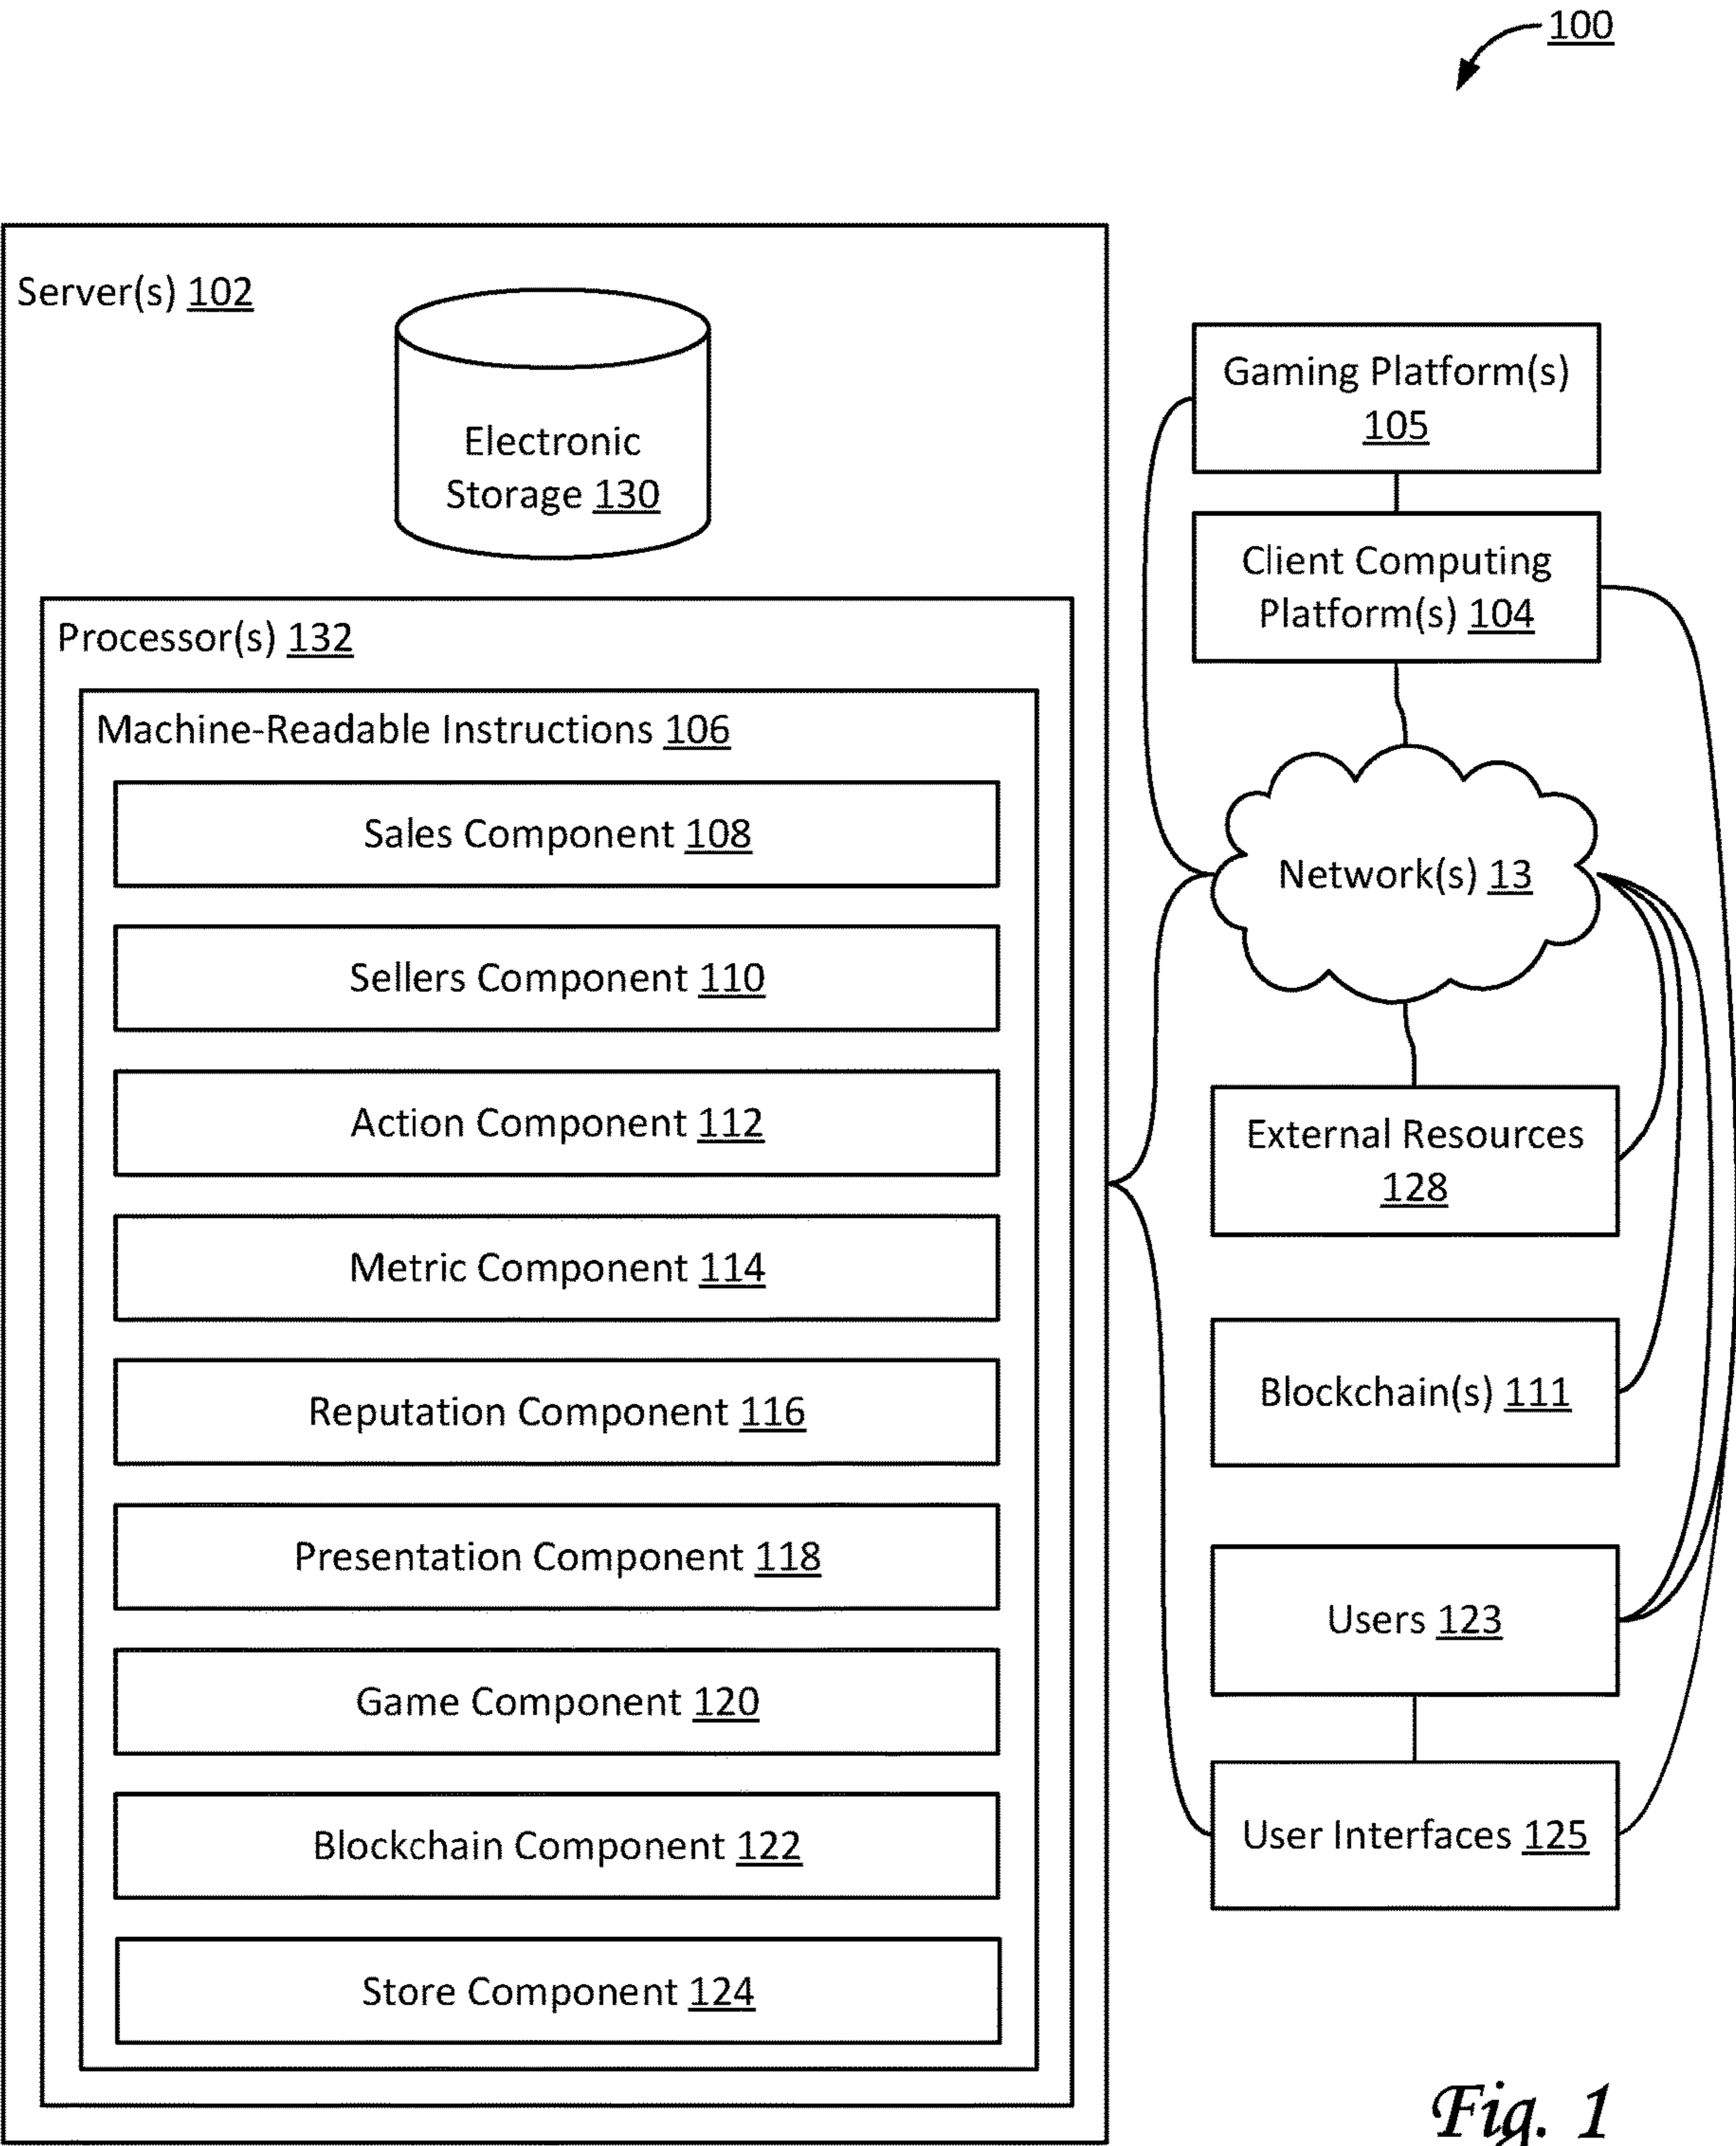 100
Server(s) 102
Electronic
Storage 130
Processor(s) 132
Machine-Readable Instructions 106
Sales Component 108
Sellers Component 110
Action Component 112
Metric Component 114
Reputation Component 116
Presentation Component 118
Game Component 120
Blockchain Component 122
Store Component 124
Gaming Platform(s)
105
Client Computing
Platform(s) 104
Network(s) 13
External Resources
128
Blockchain(s) 111
Users 123
User Interfaces 125
Fig. 1